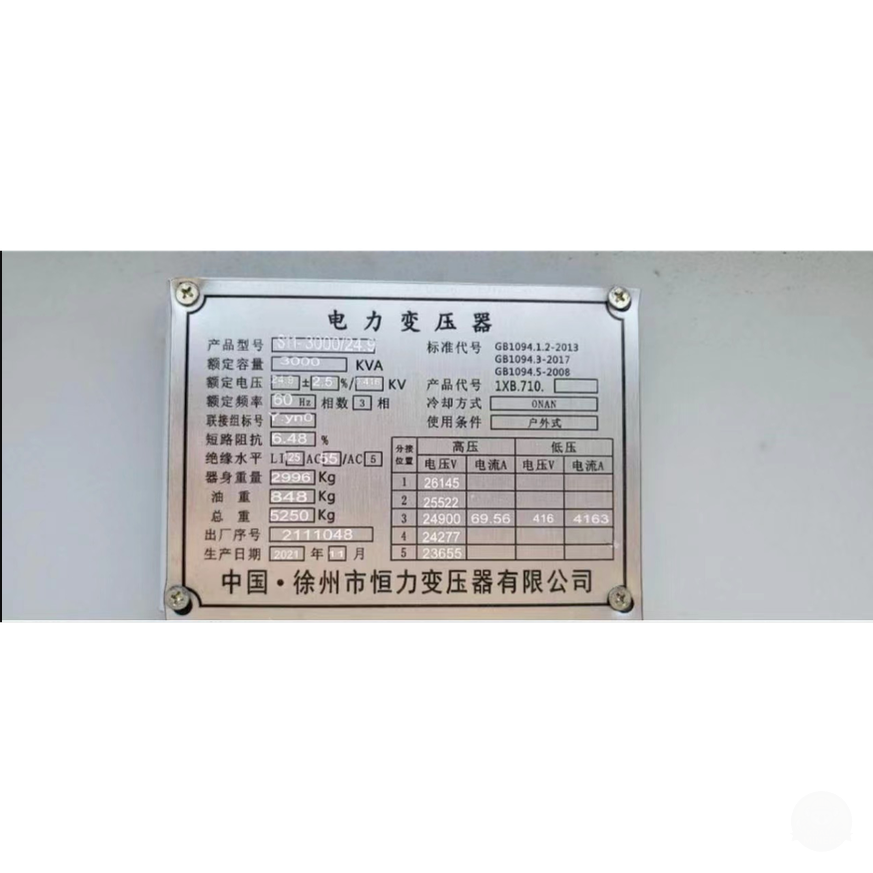 电力变压器
产品型号 S11-3000/24.9
额定容量 3000 KVA
额定电压 24.9 ±2.5 %/ .416 KV
额定频率 60 Hz 相数 3 相
联接组标号 Y.yn0
短路阻抗 6.48 %
绝缘水平 LI 25 AC 55 /AC 5
器身重量 2996 Kg
油 重 848 Kg
总 重 5250 Kg
出厂序号 2111048
生产日期 2021 年 11 月
标准代号 GB1094.1.2-2013
GB1094.3-2017
GB1094.5-2008
产品代号 1XB.710.
冷却方式 ONAN
使用条件 户外式
分接位置 高压 低压
电压V 电流A 电压V 电流A
1 26145
2 25522
3 24900 69.56 416 4163
4 24277
5 23655
中国·徐州市恒力变压器有限公司